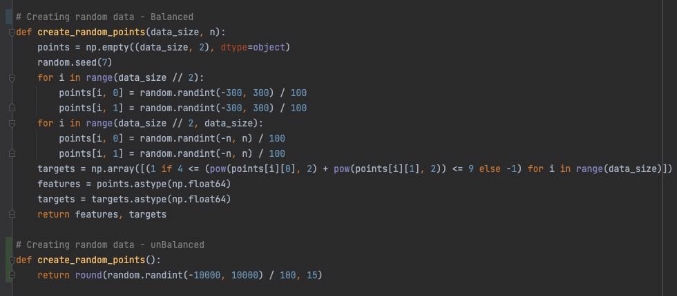 # Creating random data - Balanced
def create_random_points(data_size, n):
    points = np.empty((data_size, 2), dtype=object)
    random.seed(7)
    for i in range(data_size // 2):
        points[i, 0] = random.randint(-300, 300) / 100
        points[i, 1] = random.randint(-300, 300) / 100
    for i in range(data_size // 2, data_size):
        points[i, 0] = random.randint(-n, n) / 100
        points[i, 1] = random.randint(-n, n) / 100
    targets = np.array([(1 if 4 <= (pow(points[i][0], 2) + pow(points[i][1], 2)) <= 9 else -1) for i in range(data_size)])
    features = points.astype(np.float64)
    targets = targets.astype(np.float64)
    return features, targets
# Creating random data - unBalanced
def create_random_points():
    return round(random.randint(-10000, 10000) / 100, 15)